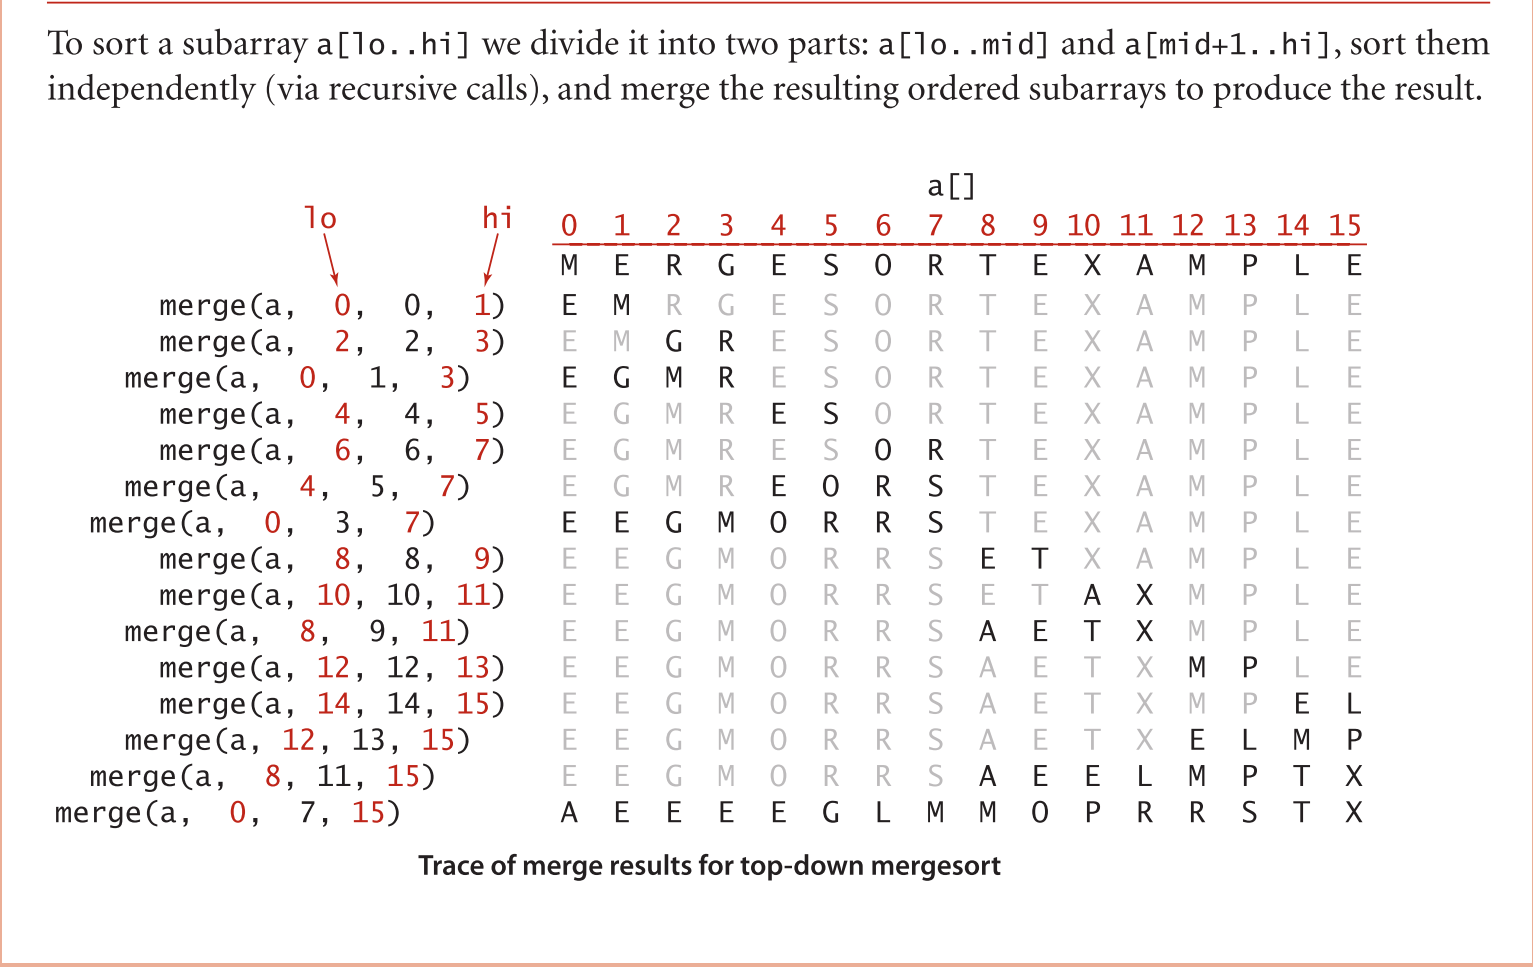 To sort a subarray a[lo..hi] we divide it into two parts: a[lo..mid] and a[mid+1..hi], sort them
independently (via recursive calls), and merge the resulting ordered subarrays to produce the result.
a[]
lo hi 0 1 2 3 4 5 6 7 8 9 10 11 12 13 14 15
M E R G E S O R T E X A M P L E
merge(a, 0, 0, 1) E M R G E S O R T E X A M P L E
merge(a, 2, 2, 3) E M G R E S O R T E X A M P L E
merge(a, 0, 1, 3) E G M R E S O R T E X A M P L E
merge(a, 4, 4, 5) E G M R E S O R T E X A M P L E
merge(a, 6, 6, 7) E G M R E S O R T E X A M P L E
merge(a, 4, 5, 7) E G M R E O R S T E X A M P L E
merge(a, 0, 3, 7) E E G M O R R S T E X A M P L E
merge(a, 8, 8, 9) E E G M O R R S E T X A M P L E
merge(a, 10, 10, 11) E E G M O R R S E T A X M P L E
merge(a, 8, 9, 11) E E G M O R R S A E T X M P L E
merge(a, 12, 12, 13) E E G M O R R S A E T X M P L E
merge(a, 14, 14, 15) E E G M O R R S A E T X M P E L
merge(a, 12, 13, 15) E E G M O R R S A E T X E L M P
merge(a, 8, 11, 15) E E G M O R R S A E E L M P T X
merge(a, 0, 7, 15) A E E E E G L M M O P R R S T X
Trace of merge results for top-down mergesort